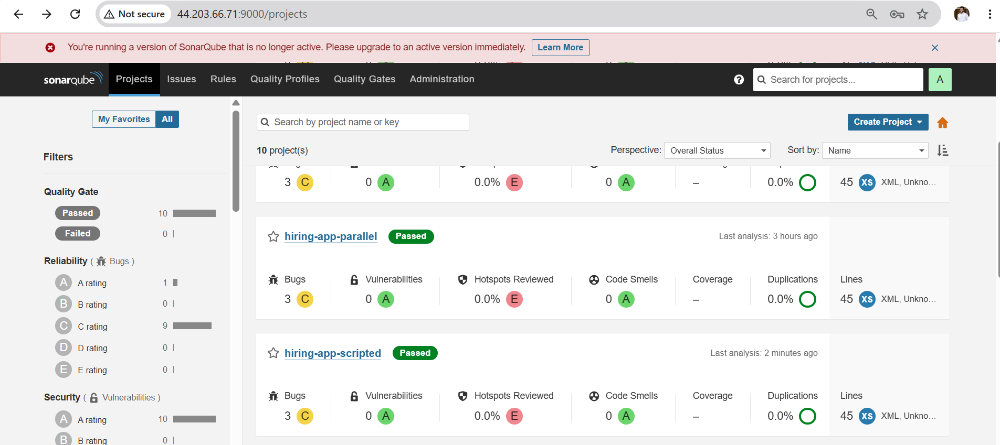 Not secure 44.203.66.71:9000/projects
You're running a version of SonarQube that is no longer active. Please upgrade to an active version immediately. Learn More
sonarqube Projects Issues Rules Quality Profiles Quality Gates Administration ? Search for projects... A
My Favorites All
Search by project name or key
Create Project
10 project(s)
Perspective: Overall Status
Sort by: Name
Filters
Quality Gate
Passed 10
Failed 0
Reliability ( Bugs )
A A rating 1
B B rating 0
C C rating 9
D D rating 0
E E rating 0
Security ( Vulnerabilities )
A A rating 10
B B rating 0
3 C 0 A 0.0% E 0 A – 0.0% 45 XS XML, Unkno...
hiring-app-parallel Passed Last analysis: 3 hours ago
Bugs Vulnerabilities Hotspots Reviewed Code Smells Coverage Duplications Lines
3 C 0 A 0.0% E 0 A – 0.0% 45 XS XML, Unkno...
hiring-app-scripted Passed Last analysis: 2 minutes ago
Bugs Vulnerabilities Hotspots Reviewed Code Smells Coverage Duplications Lines
3 C 0 A 0.0% E 0 A – 0.0% 45 XS XML, Unkno...